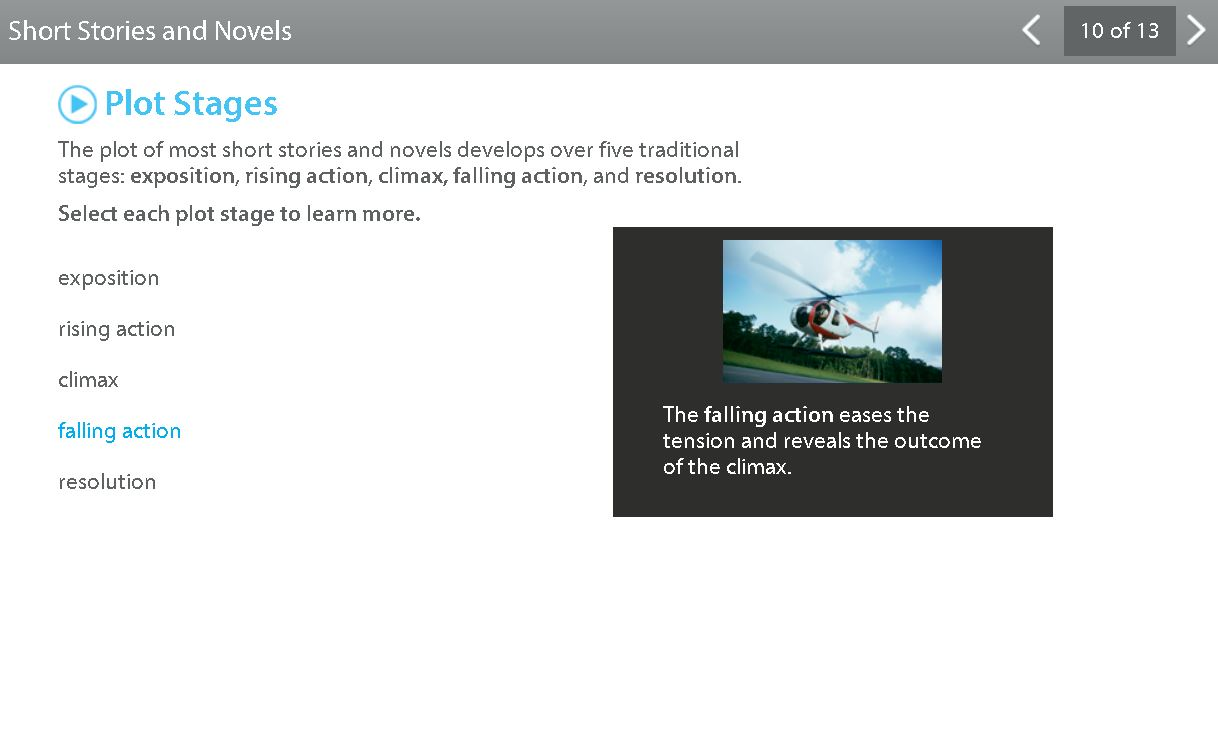 Short Stories and Novels
10 of 13
Plot Stages
The plot of most short stories and novels develops over five traditional
stages: exposition, rising action, climax, falling action, and resolution.
Select each plot stage to learn more.
exposition
rising action
climax
falling action
resolution
The falling action eases the
tension and reveals the outcome
of the climax.